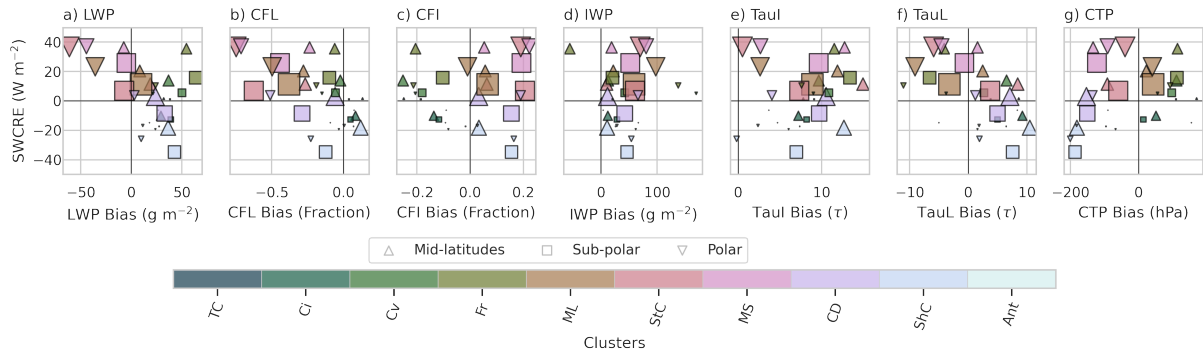 a) LWP b) CFL c) CFI d) IWP e) TauI f) TauL g) CTP
SWCRE (W m⁻²)
40
20
0
−20
−40
−50 0 50 −0.5 0.0 −0.2 0.0 0.2 0 100 0 10 −10 0 10 −200 0
LWP Bias (g m⁻²) CFL Bias (Fraction) CFI Bias (Fraction) IWP Bias (g m⁻²) TauI Bias (τ) TauL Bias (τ) CTP Bias (hPa)
Mid-latitudes Sub-polar Polar
TC Ci Cv Fr ML StC MS CD ShC Ant
Clusters